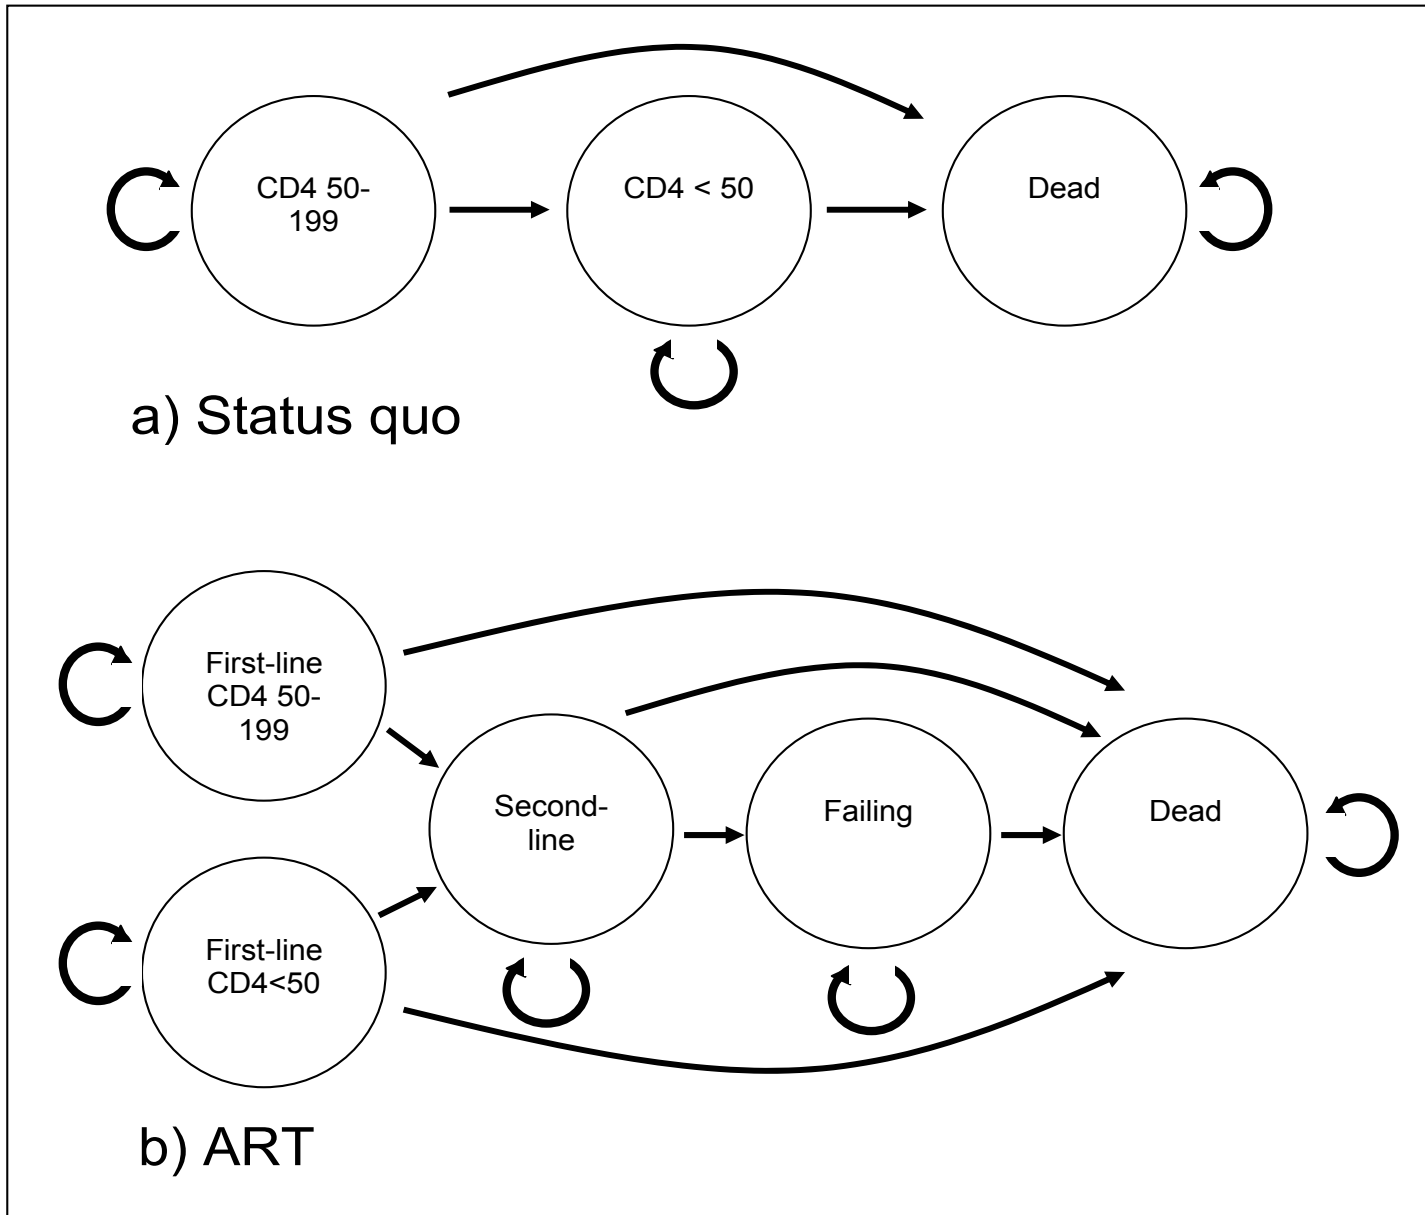 CD4 50-
199
CD4 < 50
Dead
a) Status quo
First-line
CD4 50-
199
Second-
line
Failing
Dead
First-line
CD4<50
b) ART